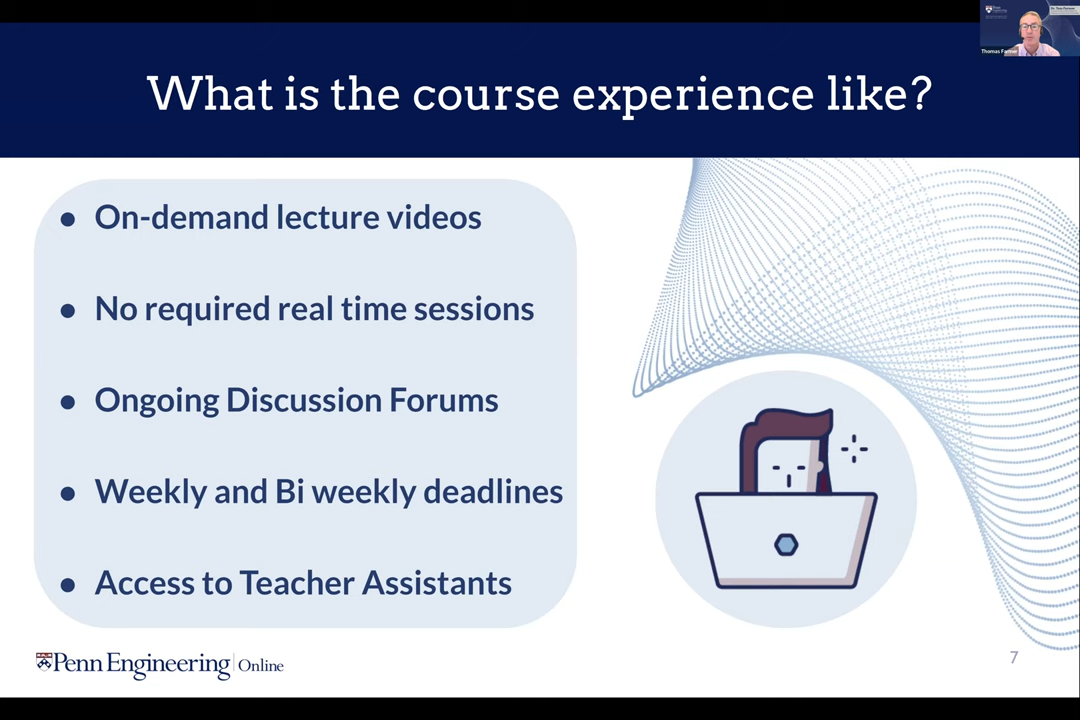 What is the course experience like?
Thomas Farmer
• On-demand lecture videos
• No required real time sessions
• Ongoing Discussion Forums
• Weekly and Bi weekly deadlines
• Access to Teacher Assistants
Penn Engineering | Online
7